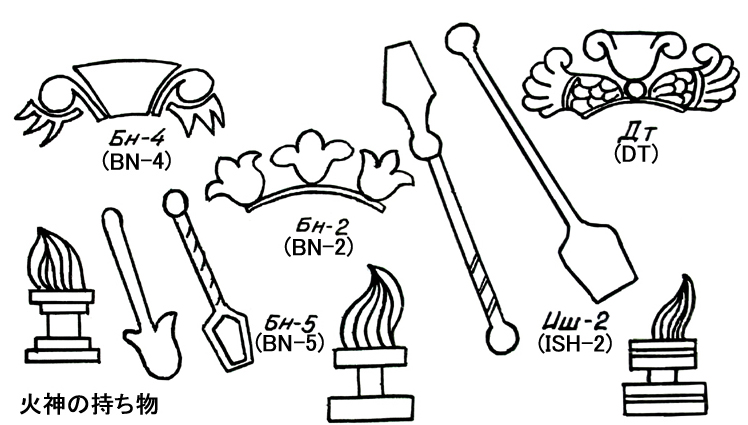 Бн-4
(BN-4)
Дт
(DT)
Бн-2
(BN-2)
Бн-5
(BN-5)
Иш-2
(ISH-2)
火神の持ち物